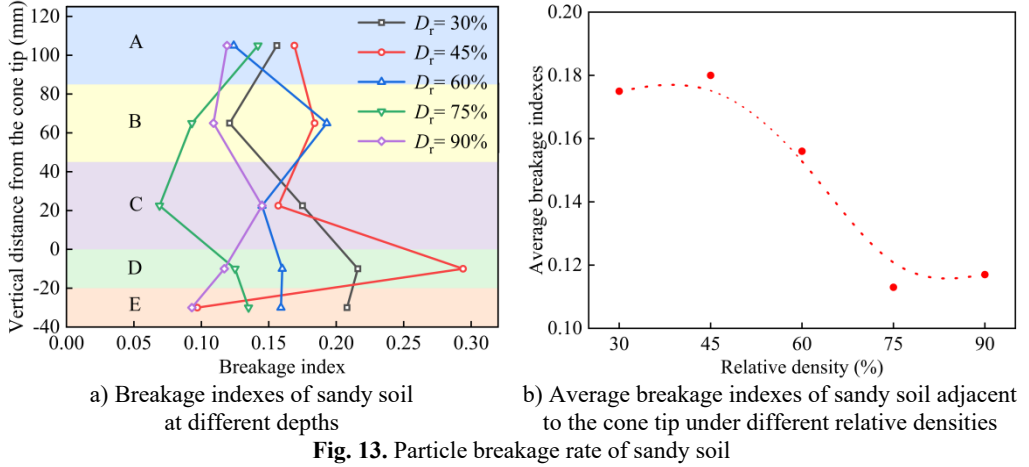 Vertical distance from the cone tip (mm)
120
100
80
60
40
20
0
-20
-40
A
B
C
D
E
Dr= 30%
Dr= 45%
Dr= 60%
Dr= 75%
Dr= 90%
0.00 0.05 0.10 0.15 0.20 0.25 0.30
Breakage index
a) Breakage indexes of sandy soil
at different depths
Average breakage indexes
0.20
0.18
0.16
0.14
0.12
0.10
30 45 60 75 90
Relative density (%)
b) Average breakage indexes of sandy soil adjacent
to the cone tip under different relative densities
Fig. 13. Particle breakage rate of sandy soil